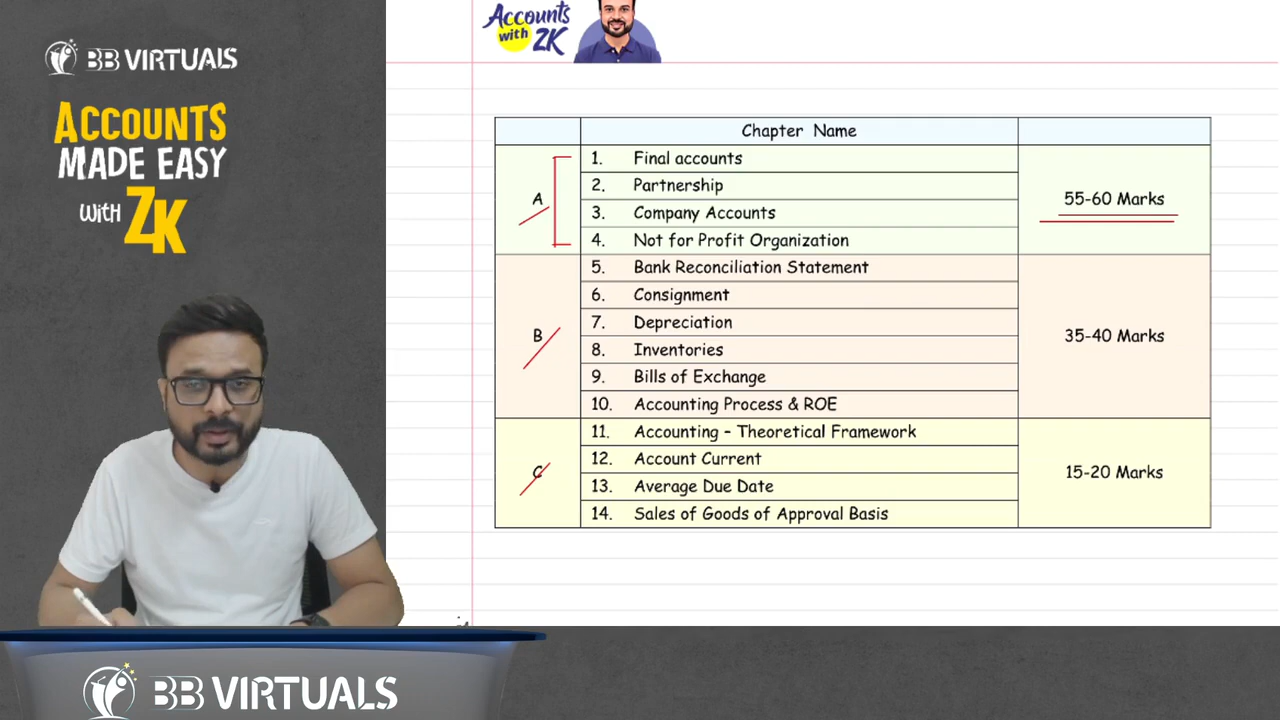 BB VIRTUALS
ACCOUNTS
MADE EASY
with ZK
Accounts
with ZK
Chapter Name
A
1. Final accounts
2. Partnership
3. Company Accounts
4. Not for Profit Organization
55-60 Marks
B
5. Bank Reconciliation Statement
6. Consignment
7. Depreciation
8. Inventories
9. Bills of Exchange
10. Accounting Process & ROE
35-40 Marks
C
11. Accounting – Theoretical Framework
12. Account Current
13. Average Due Date
14. Sales of Goods of Approval Basis
15-20 Marks
BB VIRTUALS